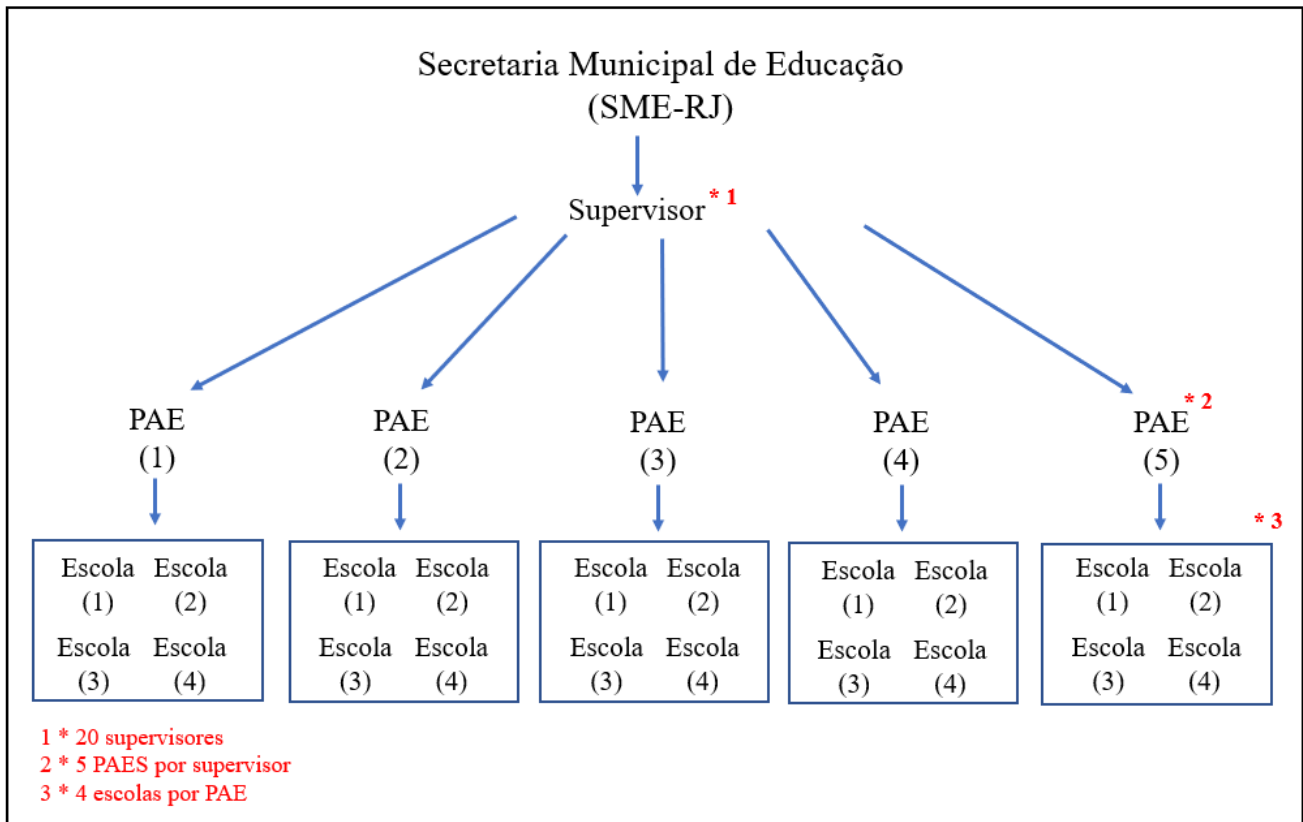 Secretaria Municipal de Educação
(SME-RJ)
Supervisor * 1
PAE
(1)
PAE
(2)
PAE
(3)
PAE
(4)
PAE * 2
(5)
* 3
Escola Escola
(1) (2)
Escola Escola
(3) (4)
Escola Escola
(1) (2)
Escola Escola
(3) (4)
Escola Escola
(1) (2)
Escola Escola
(3) (4)
Escola Escola
(1) (2)
Escola Escola
(3) (4)
Escola Escola
(1) (2)
Escola Escola
(3) (4)
1 * 20 supervisores
2 * 5 PAES por supervisor
3 * 4 escolas por PAE